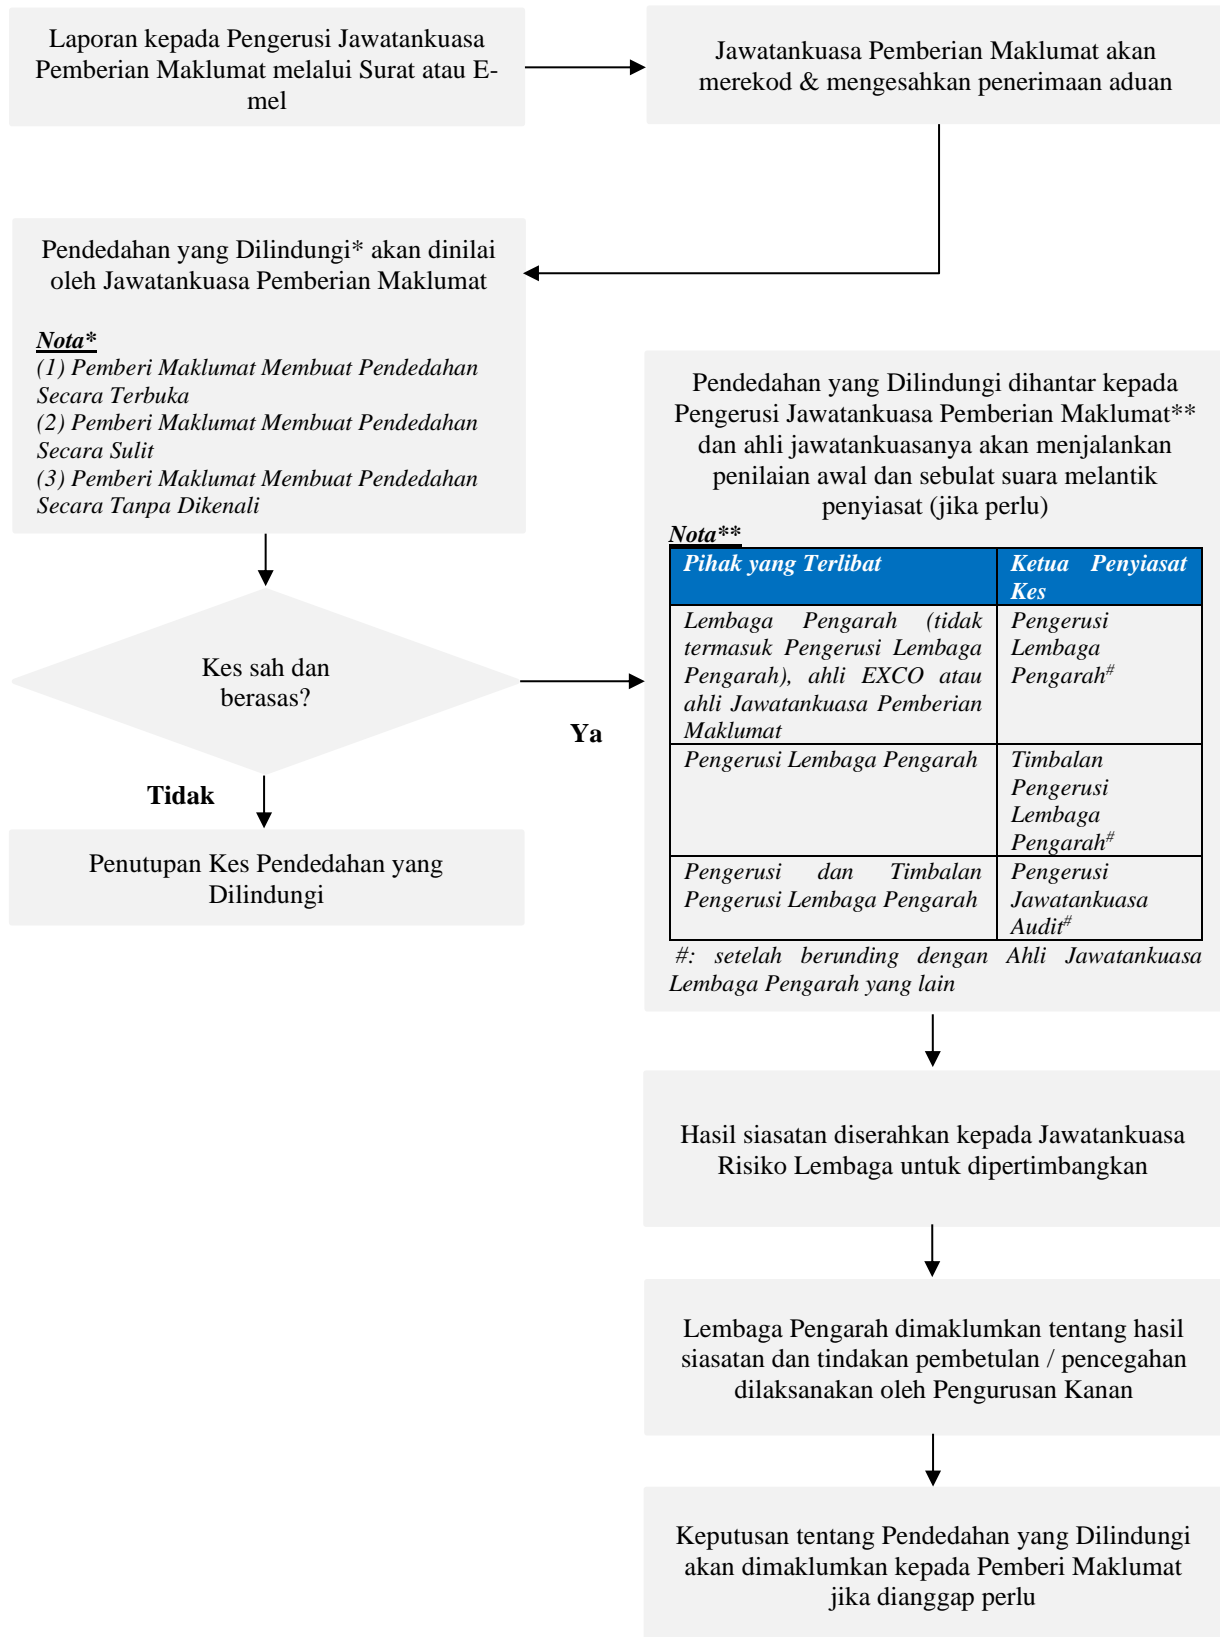 Laporan kepada Pengerusi Jawatankuasa
Pemberian Maklumat melalui Surat atau E-
mel
Jawatankuasa Pemberian Maklumat akan
merekod & mengesahkan penerimaan aduan
Pendedahan yang Dilindungi* akan dinilai
oleh Jawatankuasa Pemberian Maklumat
Nota*
(1) Pemberi Maklumat Membuat Pendedahan
Secara Terbuka
(2) Pemberi Maklumat Membuat Pendedahan
Secara Sulit
(3) Pemberi Maklumat Membuat Pendedahan
Secara Tanpa Dikenali
Kes sah dan
berasas?
Ya
Tidak
Penutupan Kes Pendedahan yang
Dilindungi
Pendedahan yang Dilindungi dihantar kepada
Pengerusi Jawatankuasa Pemberian Maklumat**
dan ahli jawatankuasanya akan menjalankan
penilaian awal dan sebulat suara melantik
penyiasat (jika perlu)
Nota**
Pihak yang Terlibat
Ketua Penyiasat
Kes
Lembaga Pengarah (tidak
termasuk Pengerusi Lembaga
Pengarah), ahli EXCO atau
ahli Jawatankuasa Pemberian
Maklumat
Pengerusi
Lembaga
Pengarah#
Pengerusi Lembaga Pengarah
Timbalan
Pengerusi
Lembaga
Pengarah#
Pengerusi dan Timbalan
Pengerusi Lembaga Pengarah
Pengerusi
Jawatankuasa
Audit#
#: setelah berunding dengan Ahli Jawatankuasa
Lembaga Pengarah yang lain
Hasil siasatan diserahkan kepada Jawatankuasa
Risiko Lembaga untuk dipertimbangkan
Lembaga Pengarah dimaklumkan tentang hasil
siasatan dan tindakan pembetulan / pencegahan
dilaksanakan oleh Pengurusan Kanan
Keputusan tentang Pendedahan yang Dilindungi
akan dimaklumkan kepada Pemberi Maklumat
jika dianggap perlu